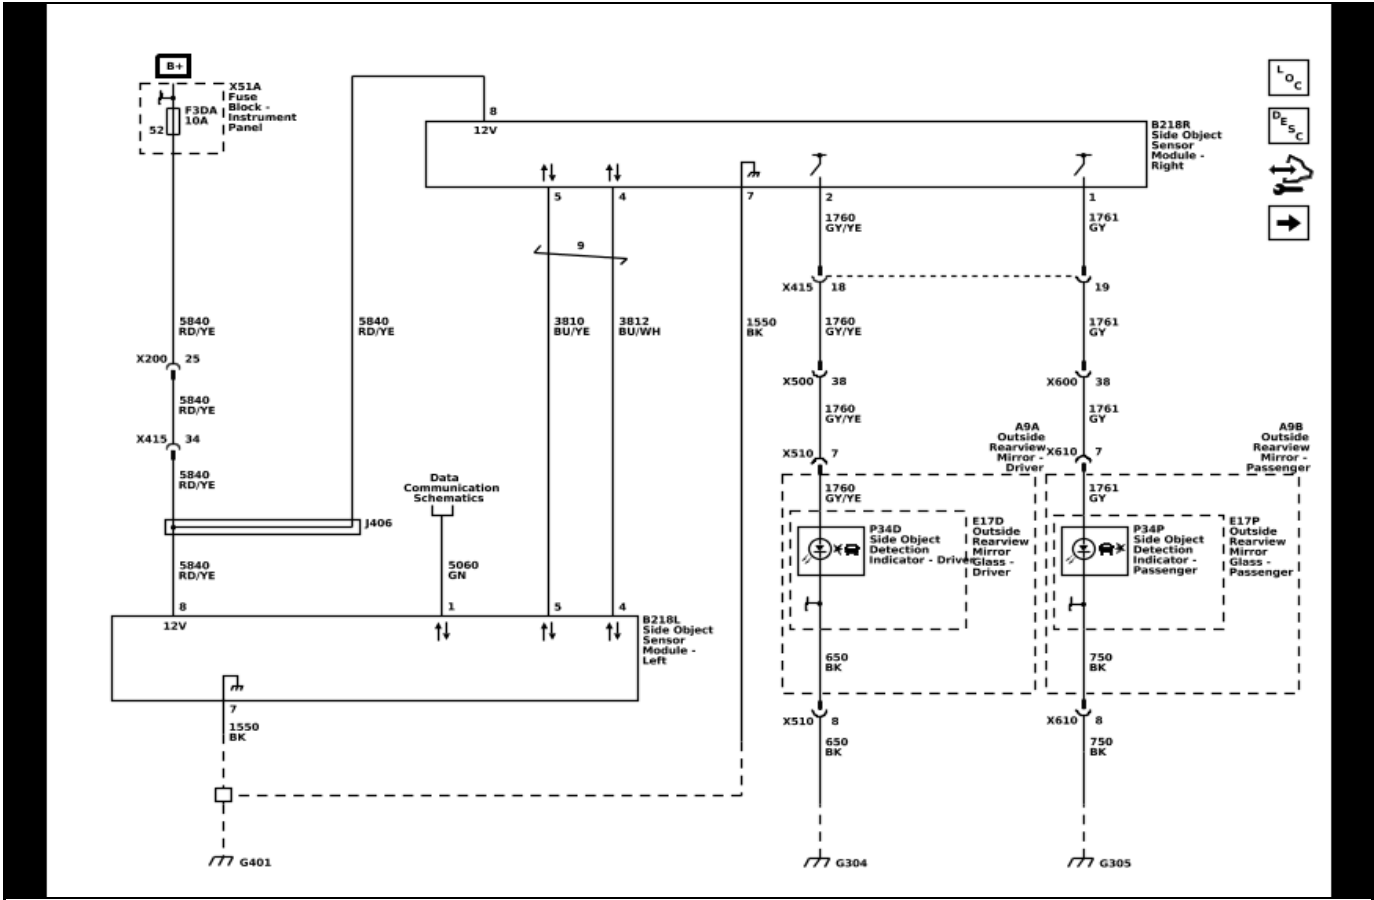 B+
X51A
Fuse
Block -
Instrument
Panel
F3DA
10A
52
8
12V
B218R
Side Object
Sensor
Module -
Right
LOC
DESC
5
4
7
2
1
1760
GY/YE
1761
GY
9
X415
18
19
5840
RD/YE
5840
RD/YE
3810
BU/YE
3812
BU/WH
1550
BK
1760
GY/YE
1761
GY
X200
25
X500
38
X600
38
5840
RD/YE
1760
GY/YE
1761
GY
X415
34
A9A
Outside
Rearview
Mirror -
Driver
A9B
Outside
Rearview
Mirror -
Passenger
X510
7
X610
7
5840
RD/YE
Data
Communication
Schematics
1760
GY/YE
1761
GY
J406
P34D
Side Object
Detection
Indicator - Driver
E17D
Outside
Rearview
Mirror
Glass -
Driver
P34P
Side Object
Detection
Indicator -
Passenger
E17P
Outside
Rearview
Mirror
Glass -
Passenger
5840
RD/YE
5060
GN
8
12V
1
5
4
B218L
Side Object
Sensor
Module -
Left
650
BK
750
BK
7
1550
BK
X510
8
X610
8
650
BK
750
BK
G401
G304
G305